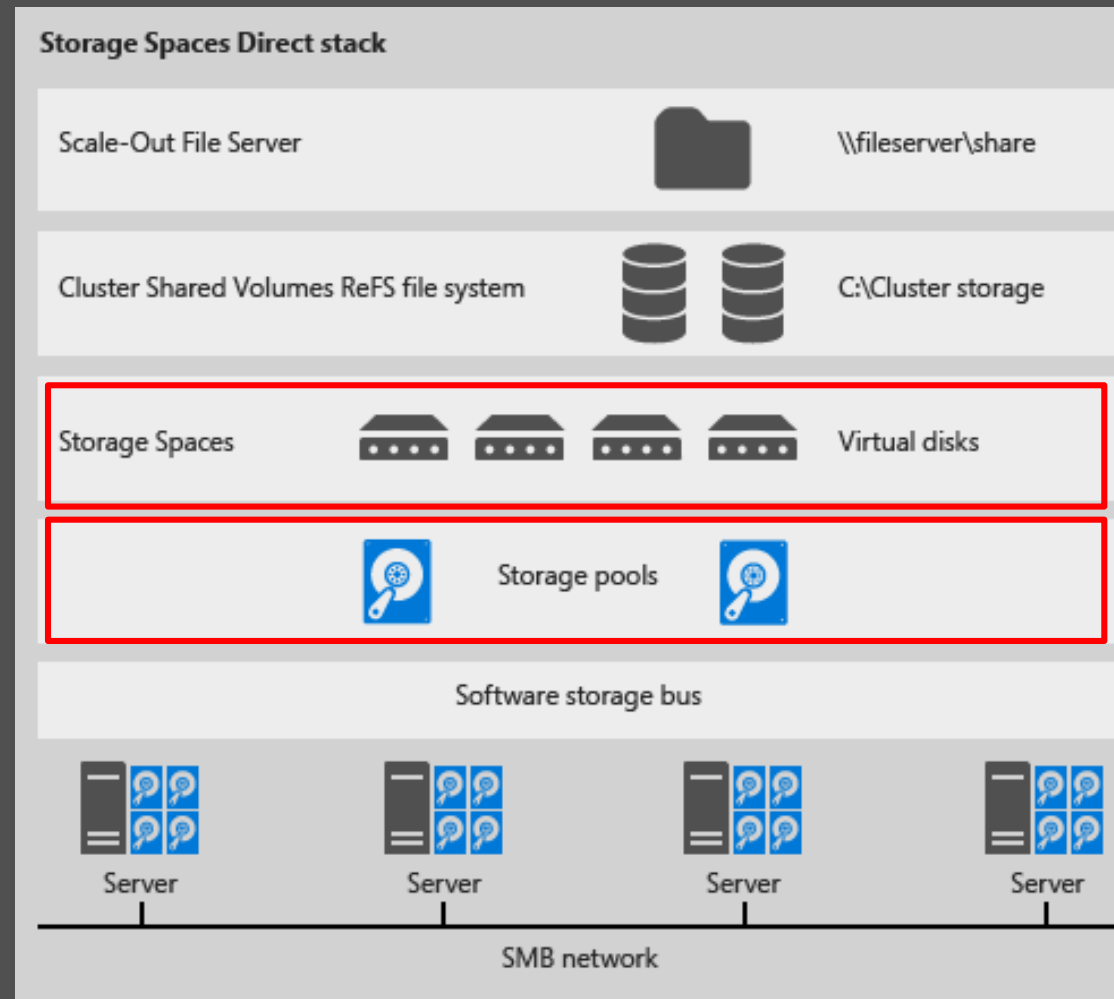 Storage Spaces Direct stack
Scale-Out File Server
\\fileserver\share
Cluster Shared Volumes ReFS file system
C:\Cluster storage
Storage Spaces
Virtual disks
Storage pools
Software storage bus
Server
Server
Server
Server
SMB network